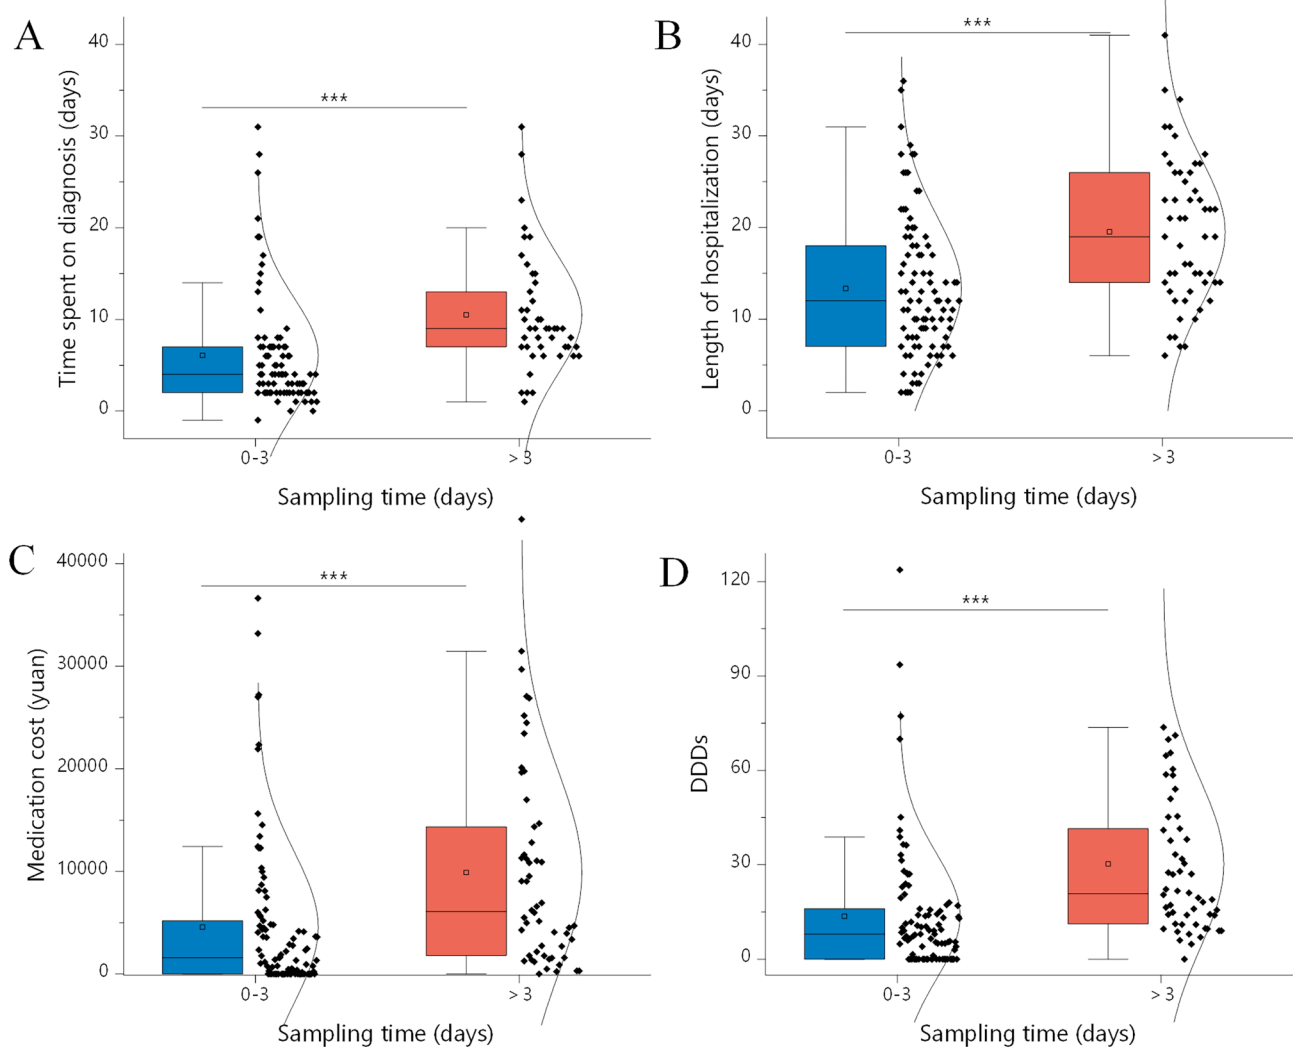 A
Time spent on diagnosis (days)
40
30
20
10
0
***
0-3
>3
Sampling time (days)
B
Length of hospitalization (days)
40
30
20
10
0
***
0-3
>3
Sampling time (days)
C
Medication cost (yuan)
40000
30000
20000
10000
0
***
0-3
>3
Sampling time (days)
D
DDDs
120
90
60
30
0
***
0-3
>3
Sampling time (days)